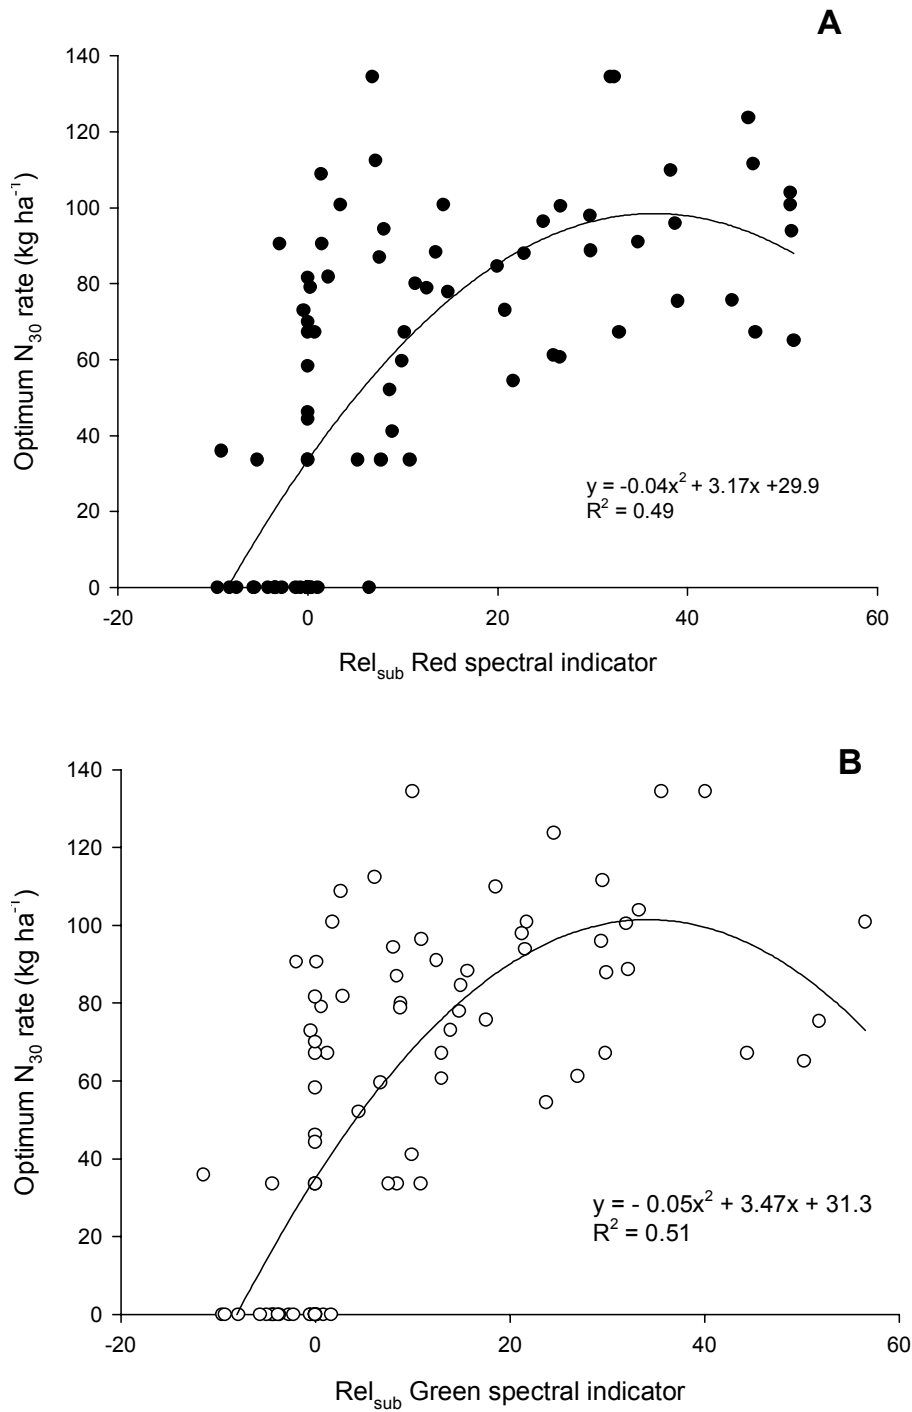 A
140
120
100
80
60
40
20
0
Optimum N30 rate (kg ha-1)
y = -0.04x2 + 3.17x +29.9
R2 = 0.49
-20 0 20 40 60
Relsub Red spectral indicator
B
140
120
100
80
60
40
20
0
Optimum N30 rate (kg ha-1)
y = - 0.05x2 + 3.47x + 31.3
R2 = 0.51
-20 0 20 40 60
Relsub Green spectral indicator